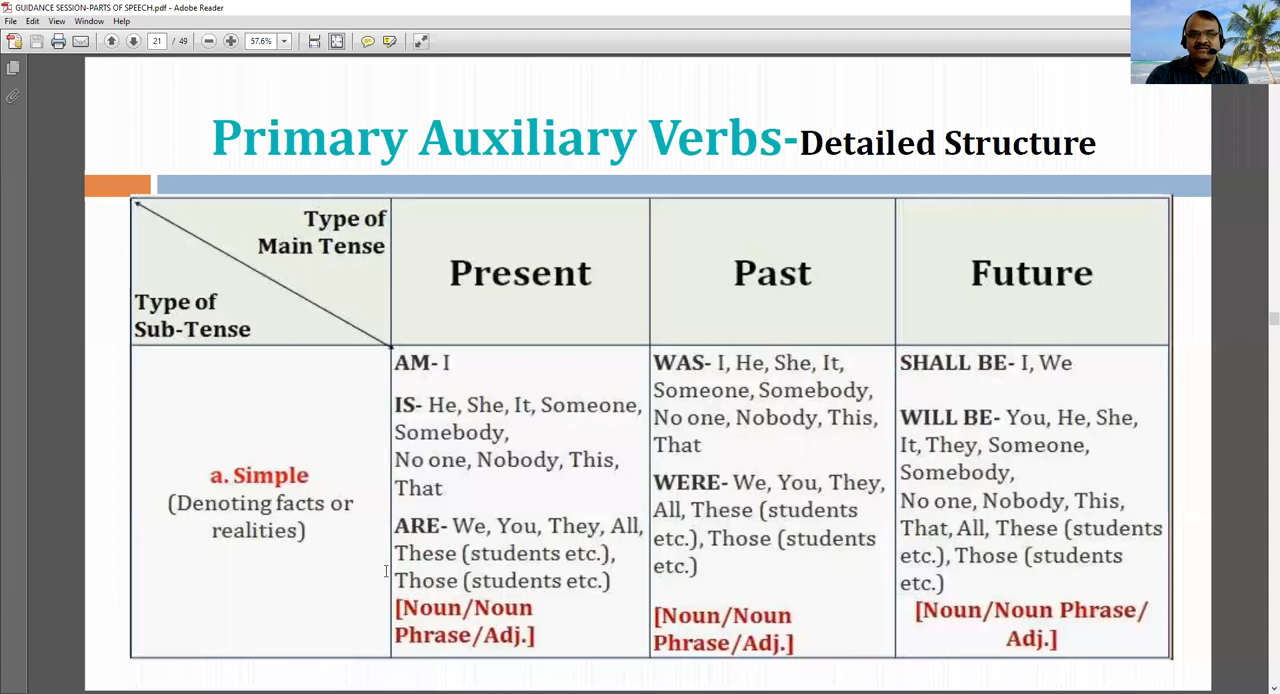 GUIDANCE SESSION-PARTS OF SPEECH.pdf - Adobe Reader
File Edit View Window Help
21 / 49 57.6%
Primary Auxiliary Verbs-Detailed Structure
Type of
Main Tense
Type of
Sub-Tense
Present
Past
Future
a. Simple
(Denoting facts or
realities)
AM- I
IS- He, She, It, Someone,
Somebody,
No one, Nobody, This,
That
ARE- We, You, They, All,
These (students etc.),
Those (students etc.)
[Noun/Noun
Phrase/Adj.]
WAS- I, He, She, It,
Someone, Somebody,
No one, Nobody, This,
That
WERE- We, You, They,
All, These (students
etc.), Those (students
etc.)
[Noun/Noun
Phrase/Adj.]
SHALL BE- I, We
WILL BE- You, He, She,
It, They, Someone,
Somebody,
No one, Nobody, This,
That, All, These (students
etc.), Those (students
etc.)
[Noun/Noun Phrase/
Adj.]